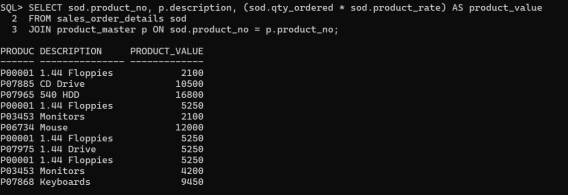 SQL> SELECT sod.product_no, p.description, (sod.qty_ordered * sod.product_rate) AS product_value
  2  FROM sales_order_details sod
  3  JOIN product_master p ON sod.product_no = p.product_no;
PRODUC DESCRIPTION     PRODUCT_VALUE
------ --------------- -------------
P00001 1.44 Floppies            2100
P07885 CD Drive                10500
P07965 540 HDD                 16800
P00001 1.44 Floppies            5250
P03453 Monitors                 2100
P06734 Mouse                   12000
P00001 1.44 Floppies            5250
P07975 1.44 Drive               5250
P00001 1.44 Floppies            5250
P03453 Monitors                 4200
P07868 Keyboards                9450